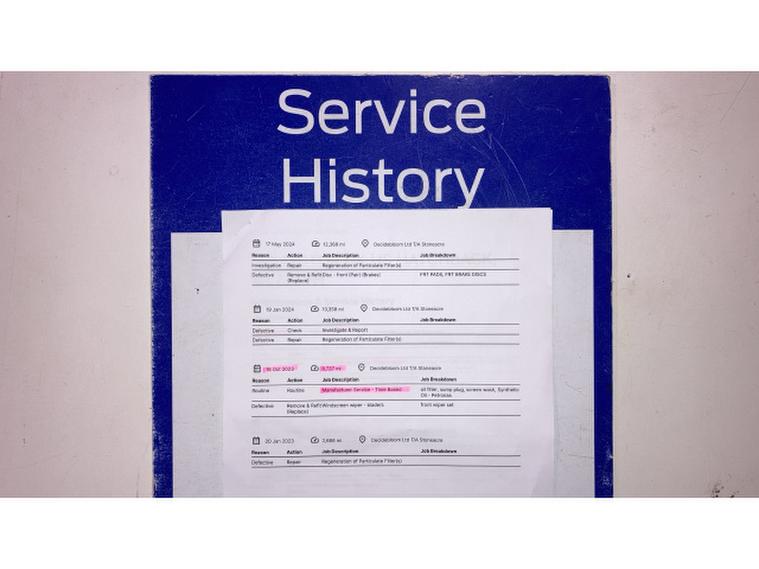 Service
History
17 May 2024 12,368 mi Decidebloom Ltd T/A Stoneacre
Reason Action Job Description Job Breakdown
Investigation Repair Regeneration of Particulate Filter(s)
Defective Remove & Refit Disc - Front (Pair) (Brakes) FRT PADS, FRT BRAKE DISCS
(Replace)
19 Jan 2024 Decidebloom Ltd T/A Stoneacre
Reason Action Job Description Job Breakdown
Defective Check Investigate & Report
Defective Repair Regeneration of Particulate Filter(s)
Oct 2023 mi Decidebloom Ltd T/A Stoneacre
Reason Action Job Description Job Breakdown
Routine Routine Manufacturer Service - Time Based oil filter, sump plug, screen wash, Synthetic
Oil -
Defective Remove & Refit Windscreen wiper - blades front wiper set
(Replace)
20 Jan 2023 mi Decidebloom Ltd T/A Stoneacre
Reason Action Job Description Job Breakdown
Defective Repair Regeneration of Particulate Filter(s)